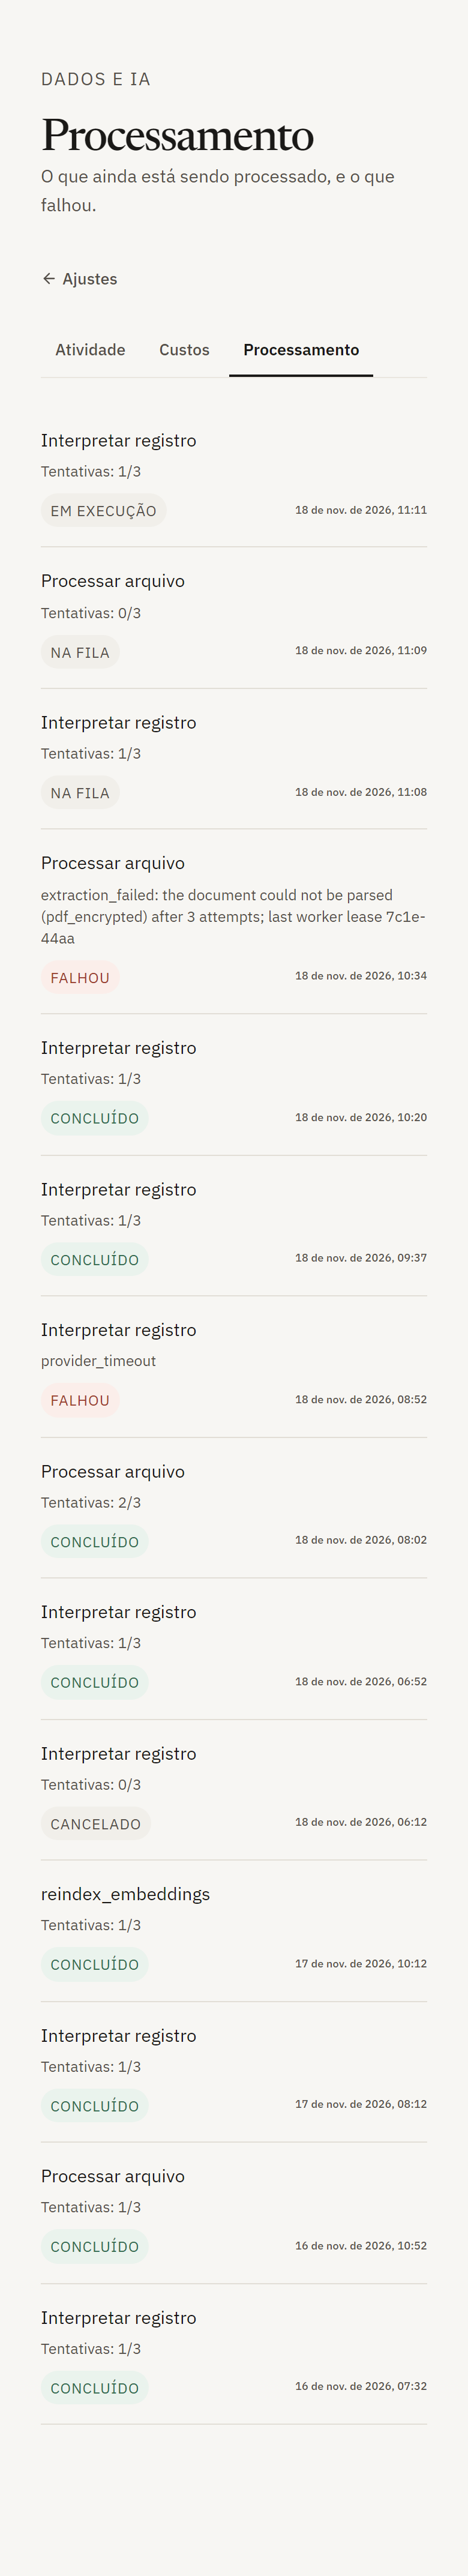 DADOS E IA
Processamento
O que ainda está sendo processado, e o que
falhou.
← Ajustes
Atividade Custos Processamento
Interpretar registro
Tentativas: 1/3
EM EXECUÇÃO 18 de nov. de 2026, 11:11
Processar arquivo
Tentativas: 0/3
NA FILA 18 de nov. de 2026, 11:09
Interpretar registro
Tentativas: 1/3
NA FILA 18 de nov. de 2026, 11:08
Processar arquivo
extraction_failed: the document could not be parsed
(pdf_encrypted) after 3 attempts; last worker lease 7c1e-
44aa
FALHOU 18 de nov. de 2026, 10:34
Interpretar registro
Tentativas: 1/3
CONCLUÍDO 18 de nov. de 2026, 10:20
Interpretar registro
Tentativas: 1/3
CONCLUÍDO 18 de nov. de 2026, 09:37
Interpretar registro
provider_timeout
FALHOU 18 de nov. de 2026, 08:52
Processar arquivo
Tentativas: 2/3
CONCLUÍDO 18 de nov. de 2026, 08:02
Interpretar registro
Tentativas: 1/3
CONCLUÍDO 18 de nov. de 2026, 06:52
Interpretar registro
Tentativas: 0/3
CANCELADO 18 de nov. de 2026, 06:12
reindex_embeddings
Tentativas: 1/3
CONCLUÍDO 17 de nov. de 2026, 10:12
Interpretar registro
Tentativas: 1/3
CONCLUÍDO 17 de nov. de 2026, 08:12
Processar arquivo
Tentativas: 1/3
CONCLUÍDO 16 de nov. de 2026, 10:52
Interpretar registro
Tentativas: 1/3
CONCLUÍDO 16 de nov. de 2026, 07:32